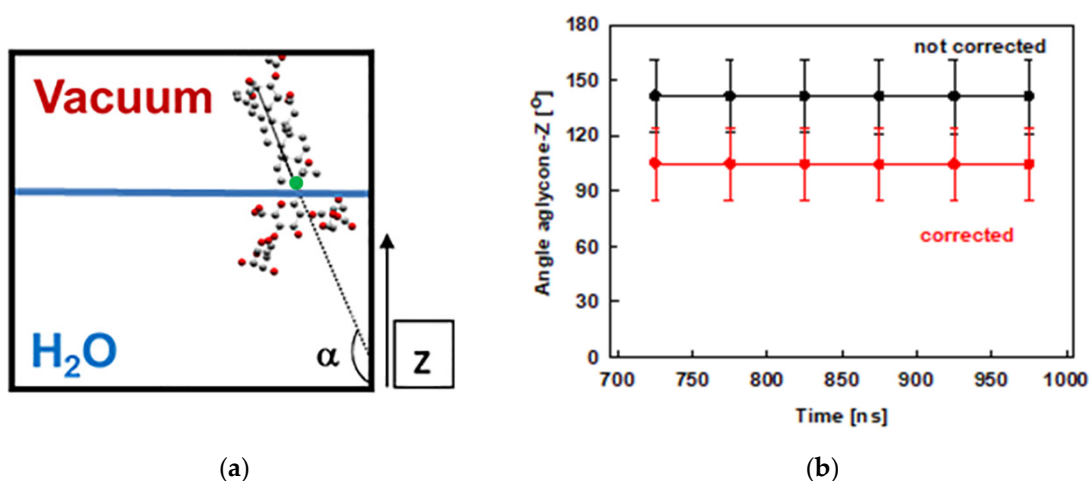 Vacuum
H₂O
α
Z
(a)
180
150
120
90
60
30
0
Angle aglycone-Z [º]
not corrected
corrected
700 750 800 850 900 950 1000
Time [ns]
(b)